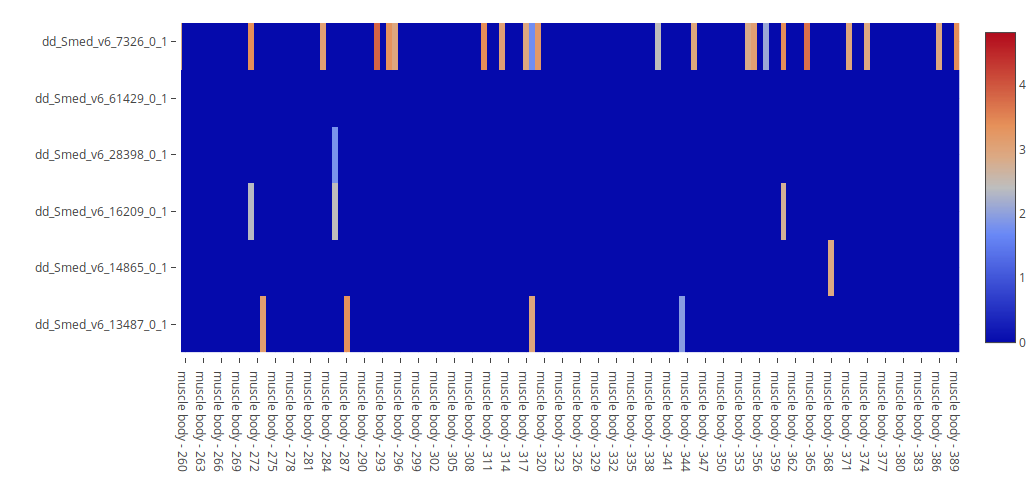 dd_Smed_v6_7326_0_1
dd_Smed_v6_61429_0_1
dd_Smed_v6_28398_0_1
dd_Smed_v6_16209_0_1
dd_Smed_v6_14865_0_1
dd_Smed_v6_13487_0_1
muscle body - 260
muscle body - 263
muscle body - 266
muscle body - 269
muscle body - 272
muscle body - 275
muscle body - 278
muscle body - 281
muscle body - 284
muscle body - 287
muscle body - 290
muscle body - 293
muscle body - 296
muscle body - 299
muscle body - 302
muscle body - 305
muscle body - 308
muscle body - 311
muscle body - 314
muscle body - 317
muscle body - 320
muscle body - 323
muscle body - 326
muscle body - 329
muscle body - 332
muscle body - 335
muscle body - 338
muscle body - 341
muscle body - 344
muscle body - 347
muscle body - 350
muscle body - 353
muscle body - 356
muscle body - 359
muscle body - 362
muscle body - 365
muscle body - 368
muscle body - 371
muscle body - 374
muscle body - 377
muscle body - 380
muscle body - 383
muscle body - 386
muscle body - 389
4
3
2
1
0